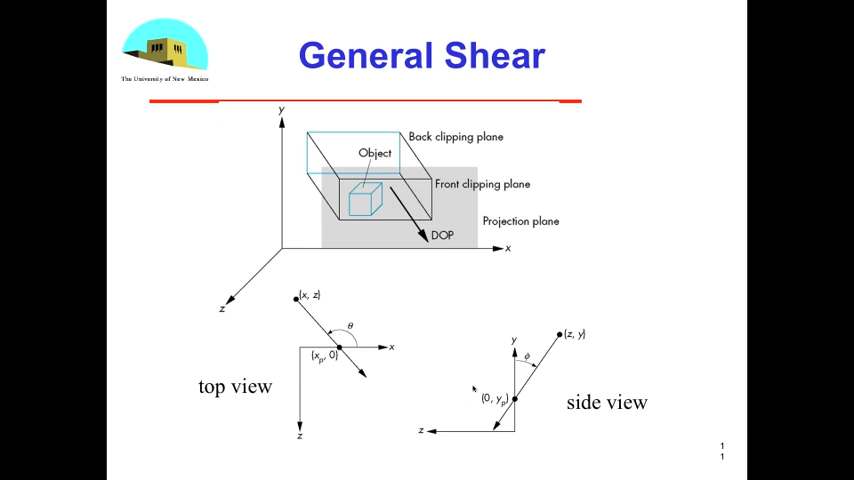 General Shear
The University of New Mexico
y
Back clipping plane
Object
Front clipping plane
Projection plane
DOP
x
z
(x, z)
θ
x
(xp, 0)
z
top view
y
(z, y)
ϕ
(0, yp)
z
side view
1
1